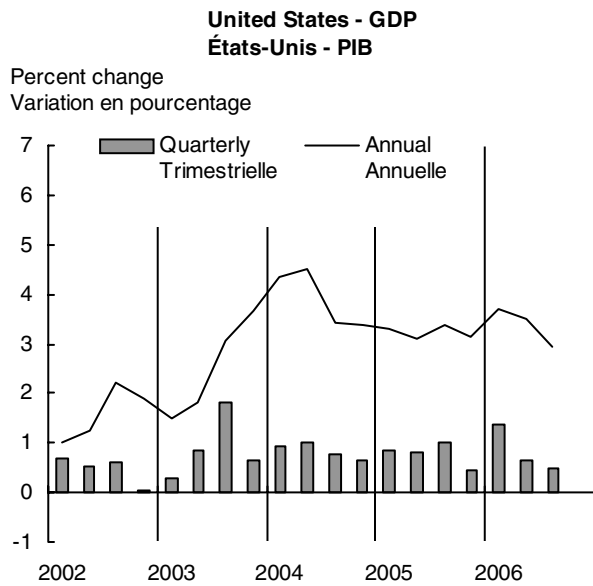 United States - GDP
États-Unis - PIB
Percent change
Variation en pourcentage
7
Quarterly
Trimestrielle
Annual
Annuelle
6
5
4
3
2
1
0
-1
2002 2003 2004 2005 2006